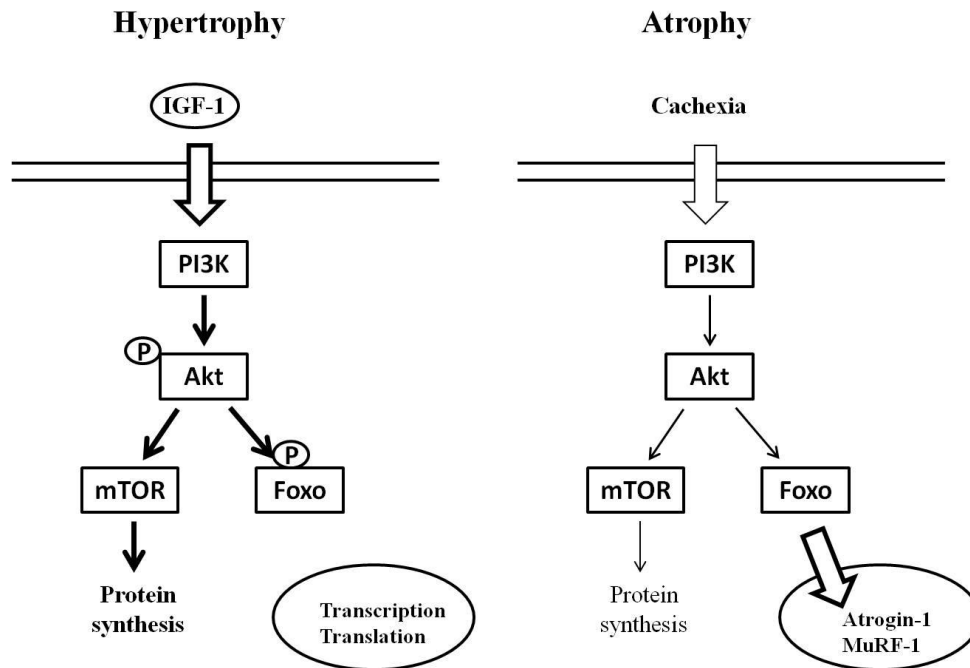 Hypertrophy
IGF-1
PI3K
P
Akt
P
mTOR
Foxo
Protein
synthesis
Transcription
Translation
Atrophy
Cachexia
PI3K
Akt
mTOR
Foxo
Protein
synthesis
Atrogin-1
MuRF-1